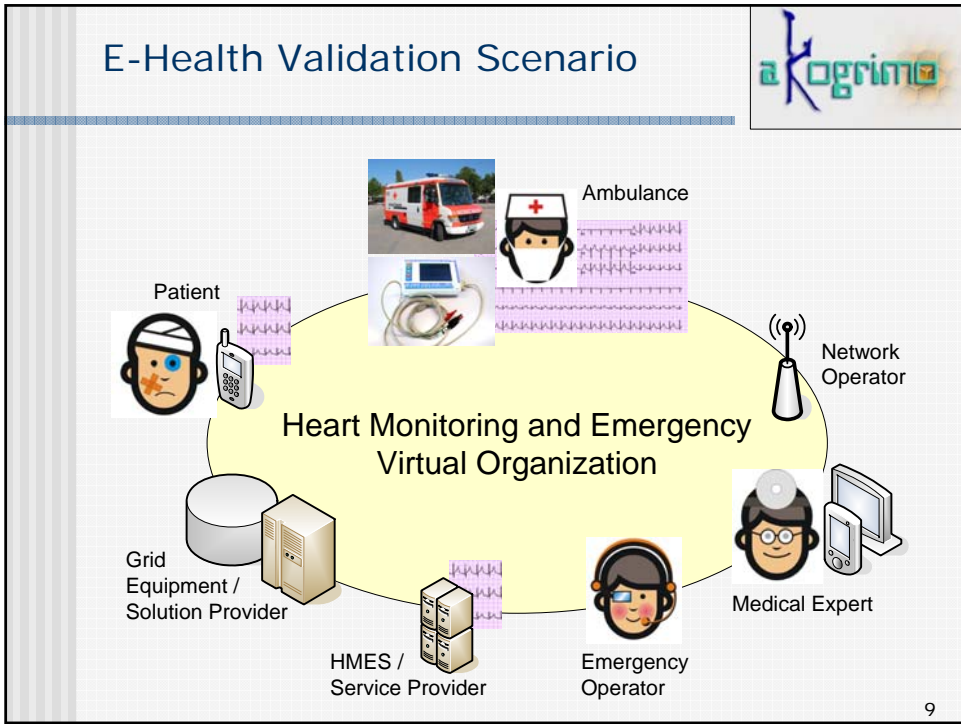 E-Health Validation Scenario
akogrimo
Ambulance
Patient
Network
Operator
Heart Monitoring and Emergency
Virtual Organization
Grid
Equipment /
Solution Provider
Medical Expert
HMES /
Service Provider
Emergency
Operator
9